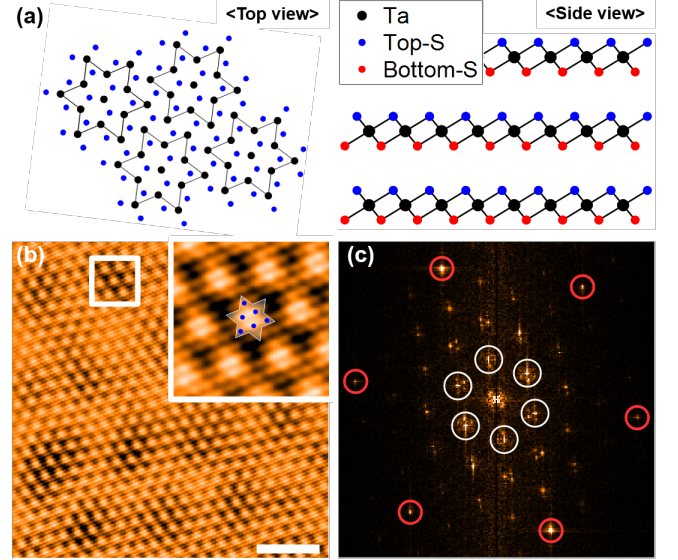 (a)
<Top view>
Ta
Top-S
Bottom-S
<Side view>
(b)
(c)